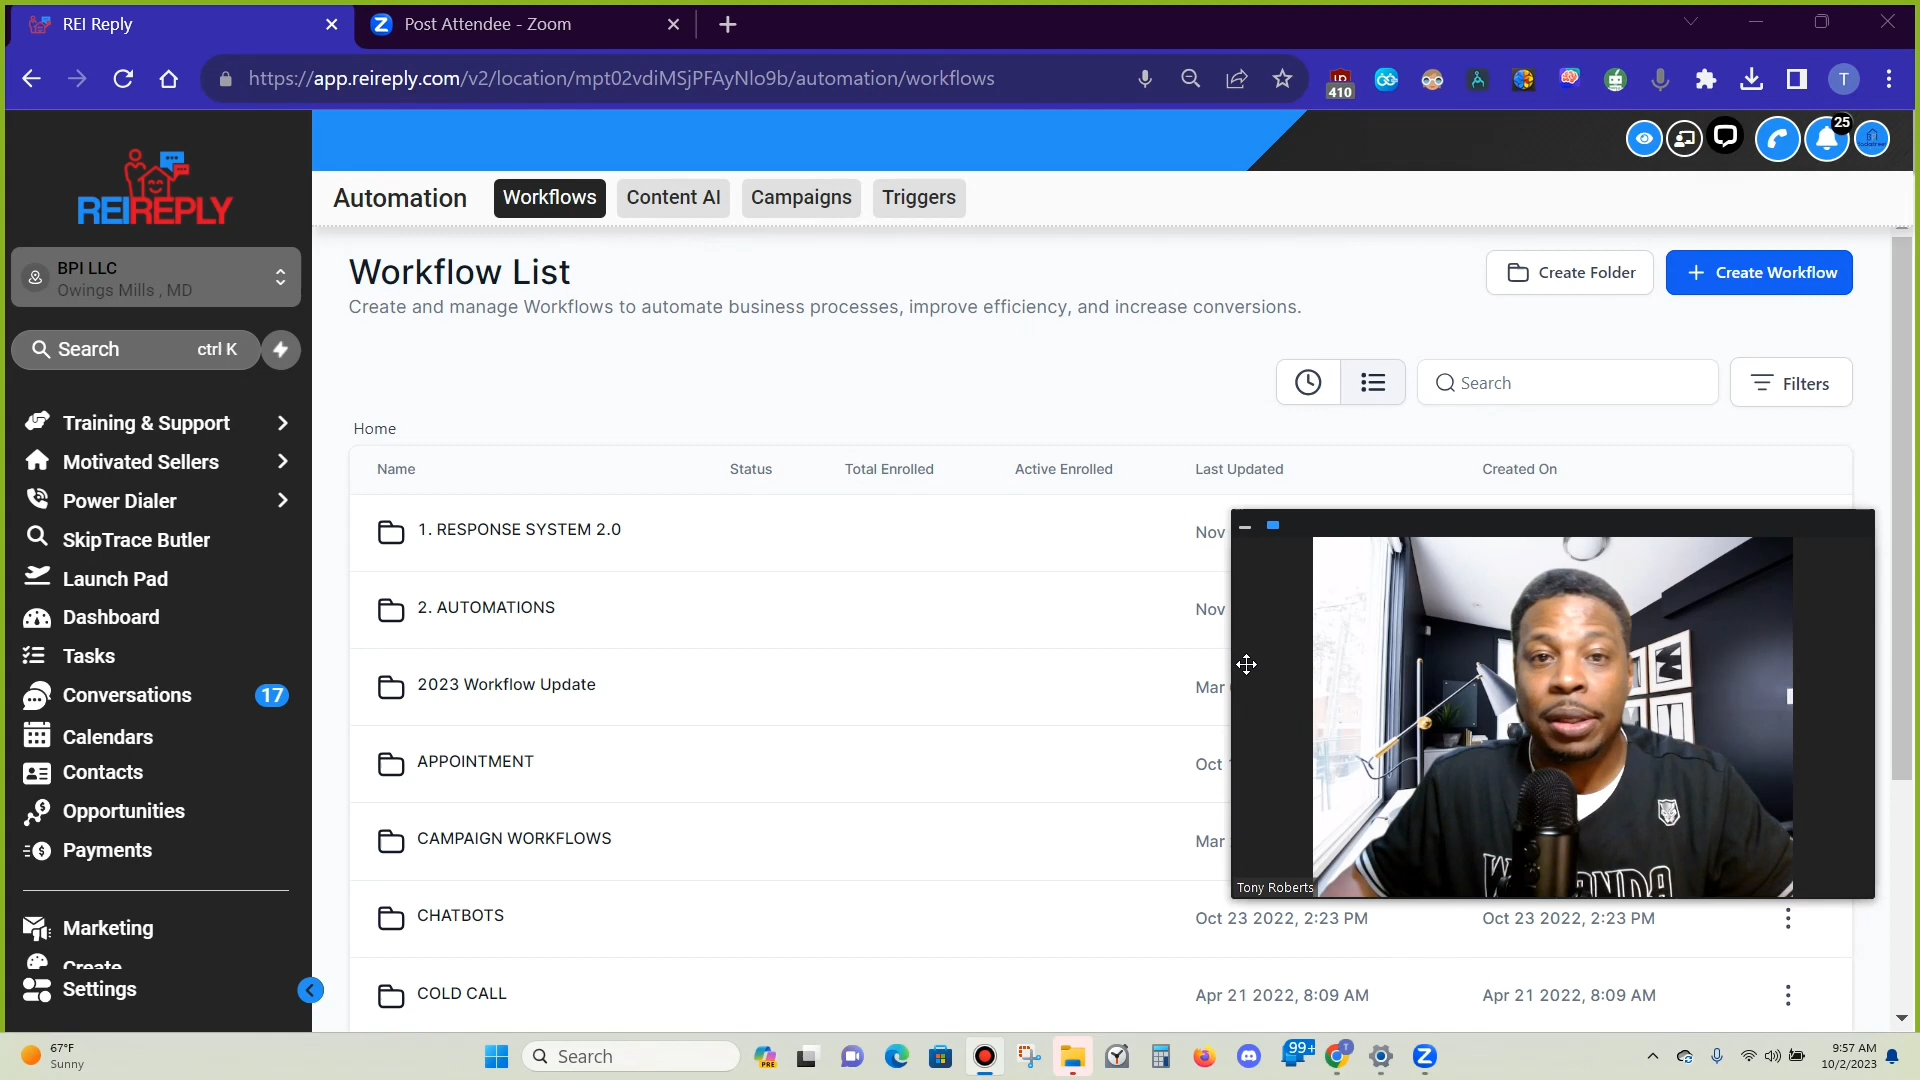 REI Reply
Post Attendee - Zoom
https://app.reireply.com/v2/location/mpt02vdiMSjPFAyNlo9b/automation/workflows
410
T
25
REIREPLY
Automation
Workflows
Content AI
Campaigns
Triggers
BPI LLC
Owings Mills , MD
Search
ctrl K
Training & Support
Motivated Sellers
Power Dialer
SkipTrace Butler
Launch Pad
Dashboard
Tasks
Conversations
17
Calendars
Contacts
Opportunities
Payments
Marketing
Create
Settings
Workflow List
Create and manage Workflows to automate business processes, improve efficiency, and increase conversions.
Create Folder
Create Workflow
Search
Filters
Home
Name
Status
Total Enrolled
Active Enrolled
Last Updated
Created On
1. RESPONSE SYSTEM 2.0
Nov
2. AUTOMATIONS
Nov
2023 Workflow Update
Mar
APPOINTMENT
Oct
CAMPAIGN WORKFLOWS
Mar
CHATBOTS
Oct 23 2022, 2:23 PM
Oct 23 2022, 2:23 PM
COLD CALL
Apr 21 2022, 8:09 AM
Apr 21 2022, 8:09 AM
Tony Roberts
67°F
Sunny
Search
PRE
99+
T
9:57 AM
10/2/2023